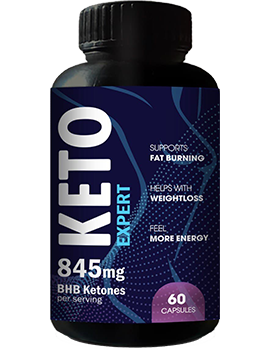 KETO
EXPERT
SUPPORTS
FAT BURNING
HELPS WITH
WEIGHTLOSS
FEEL
MORE ENERGY
845mg
BHB Ketones
per serving
60
CAPSULES